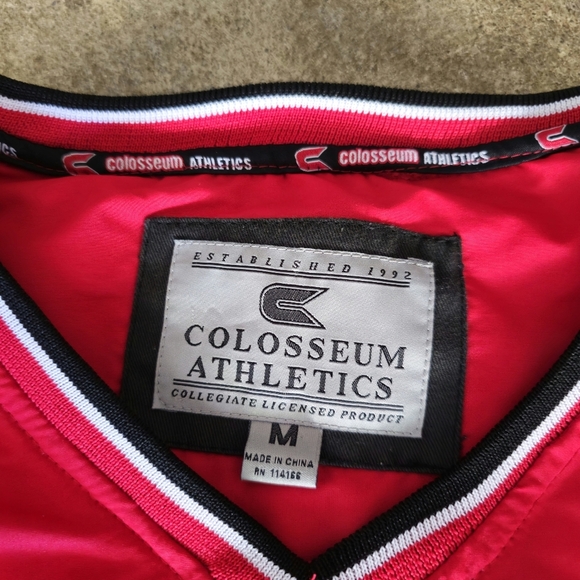 colosseum ATHLETICS
colosseum ATHLETICS
ESTABLISHED 1992
COLOSSEUM
ATHLETICS
COLLEGIATE LICENSED PRODUCT
M
MADE IN CHINA
RN 114166